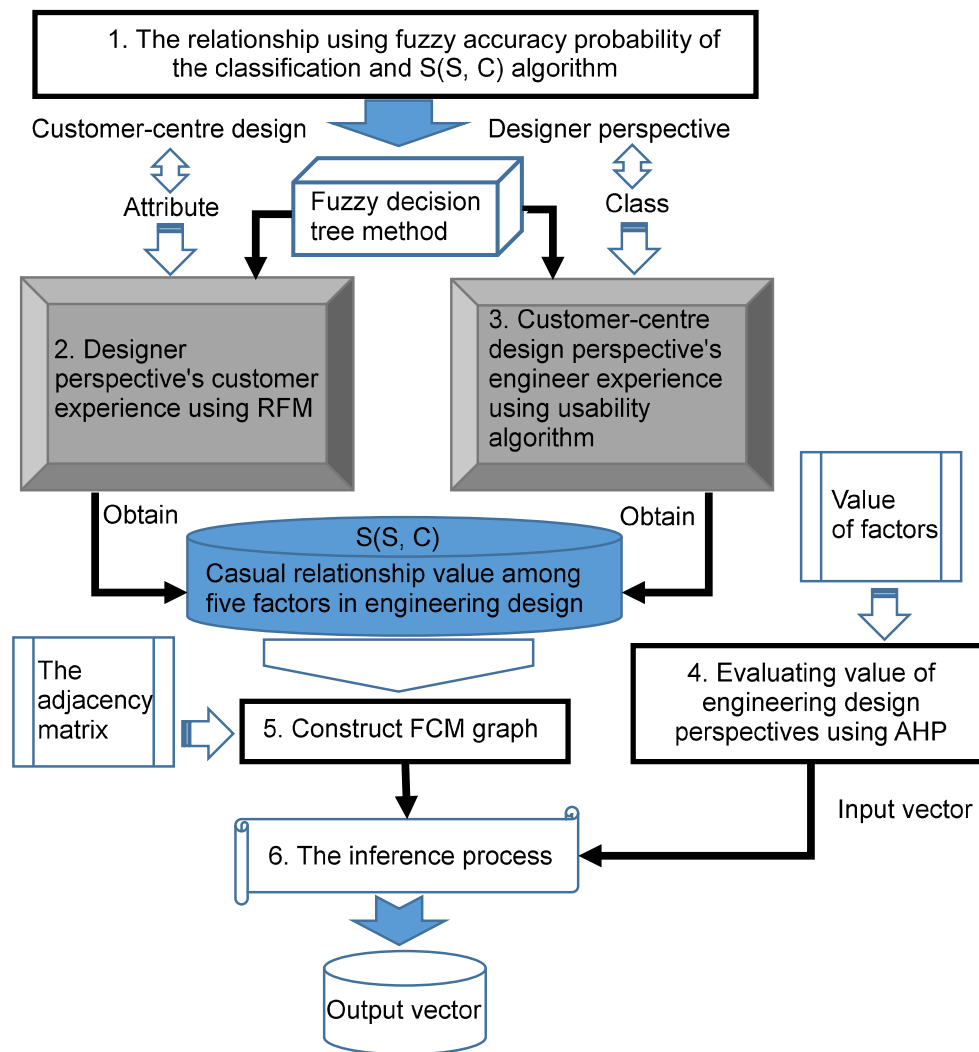 1. The relationship using fuzzy accuracy probability of
the classification and S(S, C) algorithm
Customer-centre design
Designer perspective
Attribute
Fuzzy decision
tree method
Class
2. Designer
perspective's customer
experience using RFM
3. Customer-centre
design perspective's
engineer experience
using usability
algorithm
Obtain
Obtain
Value
of factors
S(S, C)
Casual relationship value among
five factors in engineering design
The
adjacency
matrix
4. Evaluating value of
engineering design
perspectives using AHP
5. Construct FCM graph
Input vector
6. The inference process
Output vector